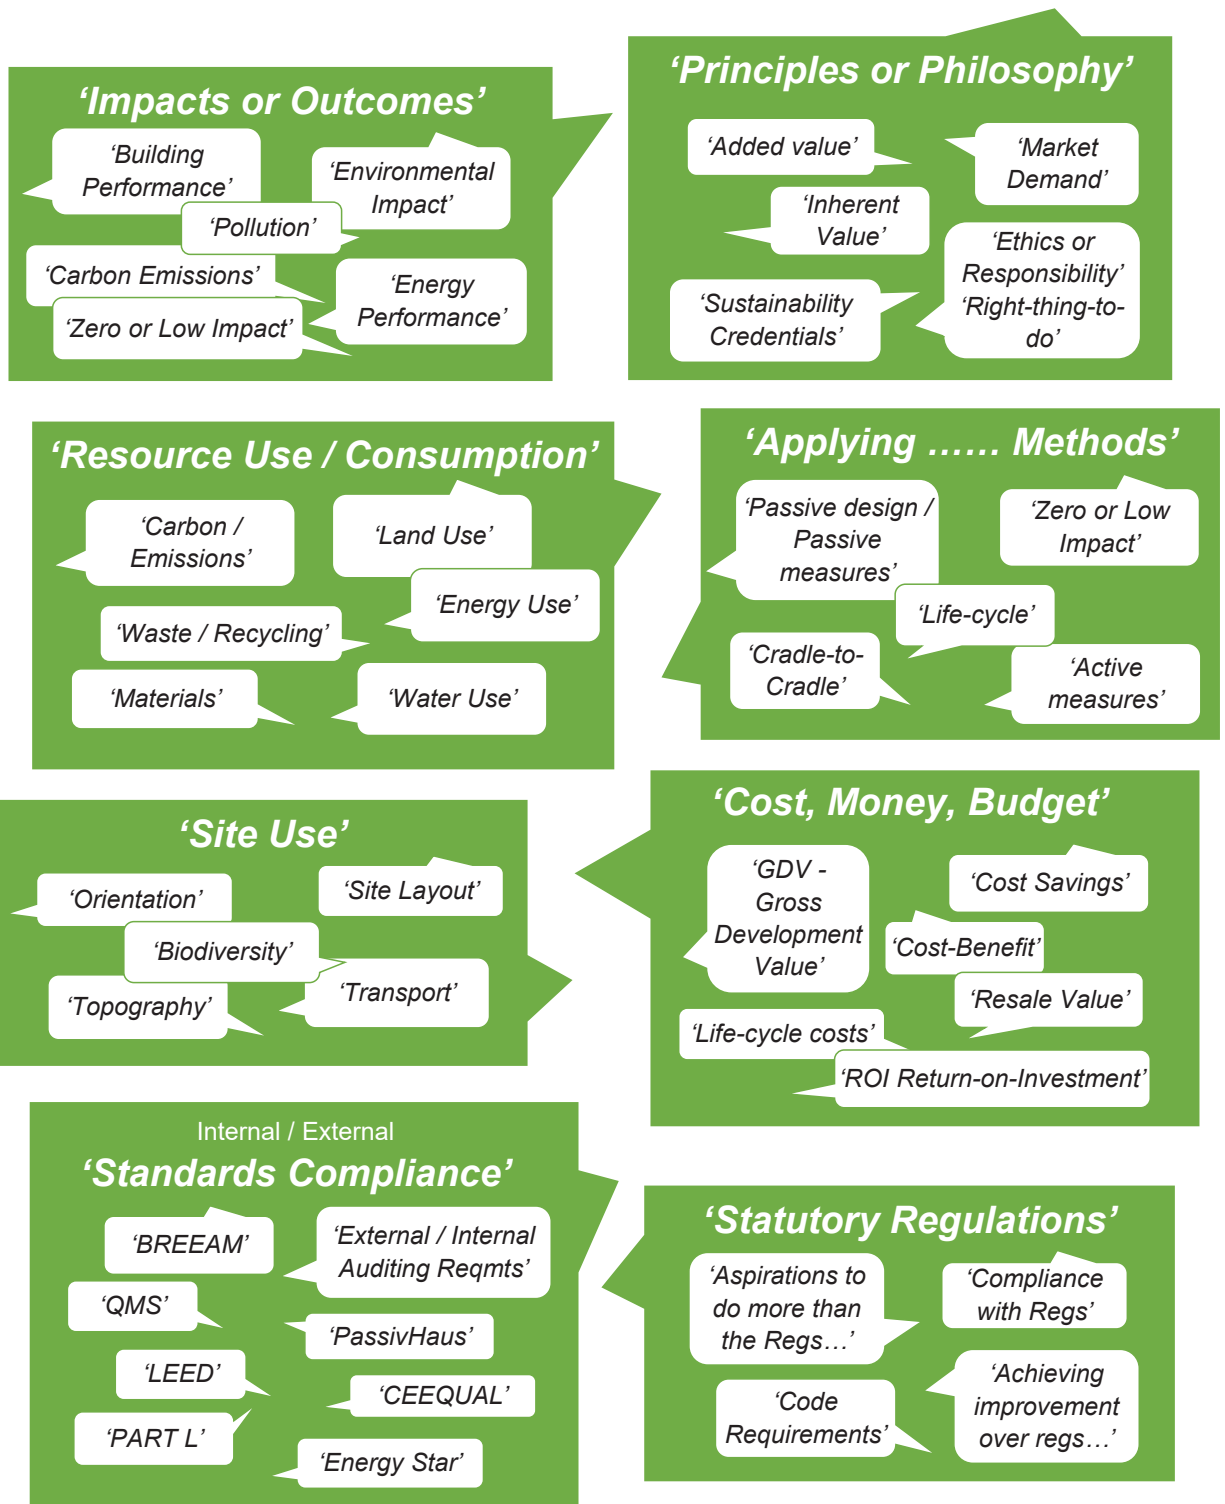 ‘Impacts or Outcomes’
‘Building
Performance’
‘Environmental
Impact’
‘Pollution’
‘Carbon Emissions’
‘Energy
Performance’
‘Zero or Low Impact’
‘Principles or Philosophy’
‘Added value’
‘Market
Demand’
‘Inherent
Value’
‘Ethics or
Responsibility’
‘Right-thing-to-
do’
‘Sustainability
Credentials’
‘Resource Use / Consumption’
‘Carbon /
Emissions’
‘Land Use’
‘Energy Use’
‘Waste / Recycling’
‘Materials’
‘Water Use’
‘Applying …… Methods’
‘Passive design /
Passive
measures’
‘Zero or Low
Impact’
‘Life-cycle’
‘Cradle-to-
Cradle’
‘Active
measures’
‘Site Use’
‘Orientation’
‘Site Layout’
‘Biodiversity’
‘Topography’
‘Transport’
‘Cost, Money, Budget’
‘GDV -
Gross
Development
Value’
‘Cost Savings’
‘Cost-Benefit’
‘Resale Value’
‘Life-cycle costs’
‘ROI Return-on-Investment’
Internal / External
‘Standards Compliance’
‘BREEAM’
‘External / Internal
Auditing Reqmts’
‘QMS’
‘PassivHaus’
‘LEED’
‘CEEQUAL’
‘PART L’
‘Energy Star’
‘Statutory Regulations’
‘Aspirations to
do more than
the Regs…’
‘Compliance
with Regs’
‘Code
Requirements’
‘Achieving
improvement
over regs…’